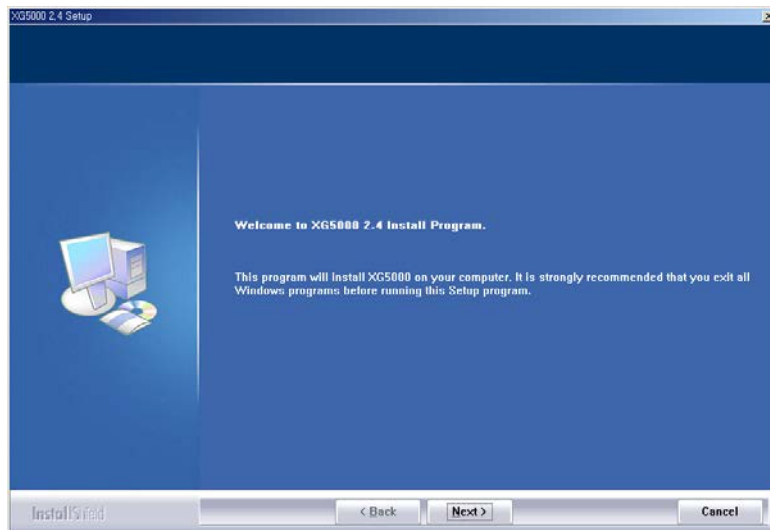 XG5000 2,4 Setup
Welcome to XG5000 2.4 Install Program.
This program will Install XG5000 on your computer. It is strongly recommended that you exit all
Windows programs before running this Setup program.
InstallShield
< Back
Next >
Cancel